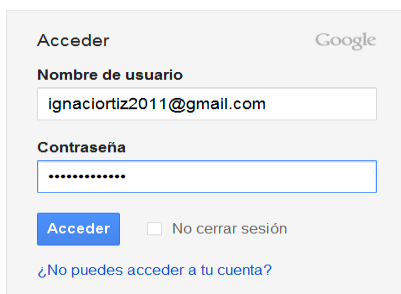 Acceder
Google
Nombre de usuario
ignaciortiz2011@gmail.com
Contraseña
•••••••••••••
Acceder
No cerrar sesión
¿No puedes acceder a tu cuenta?